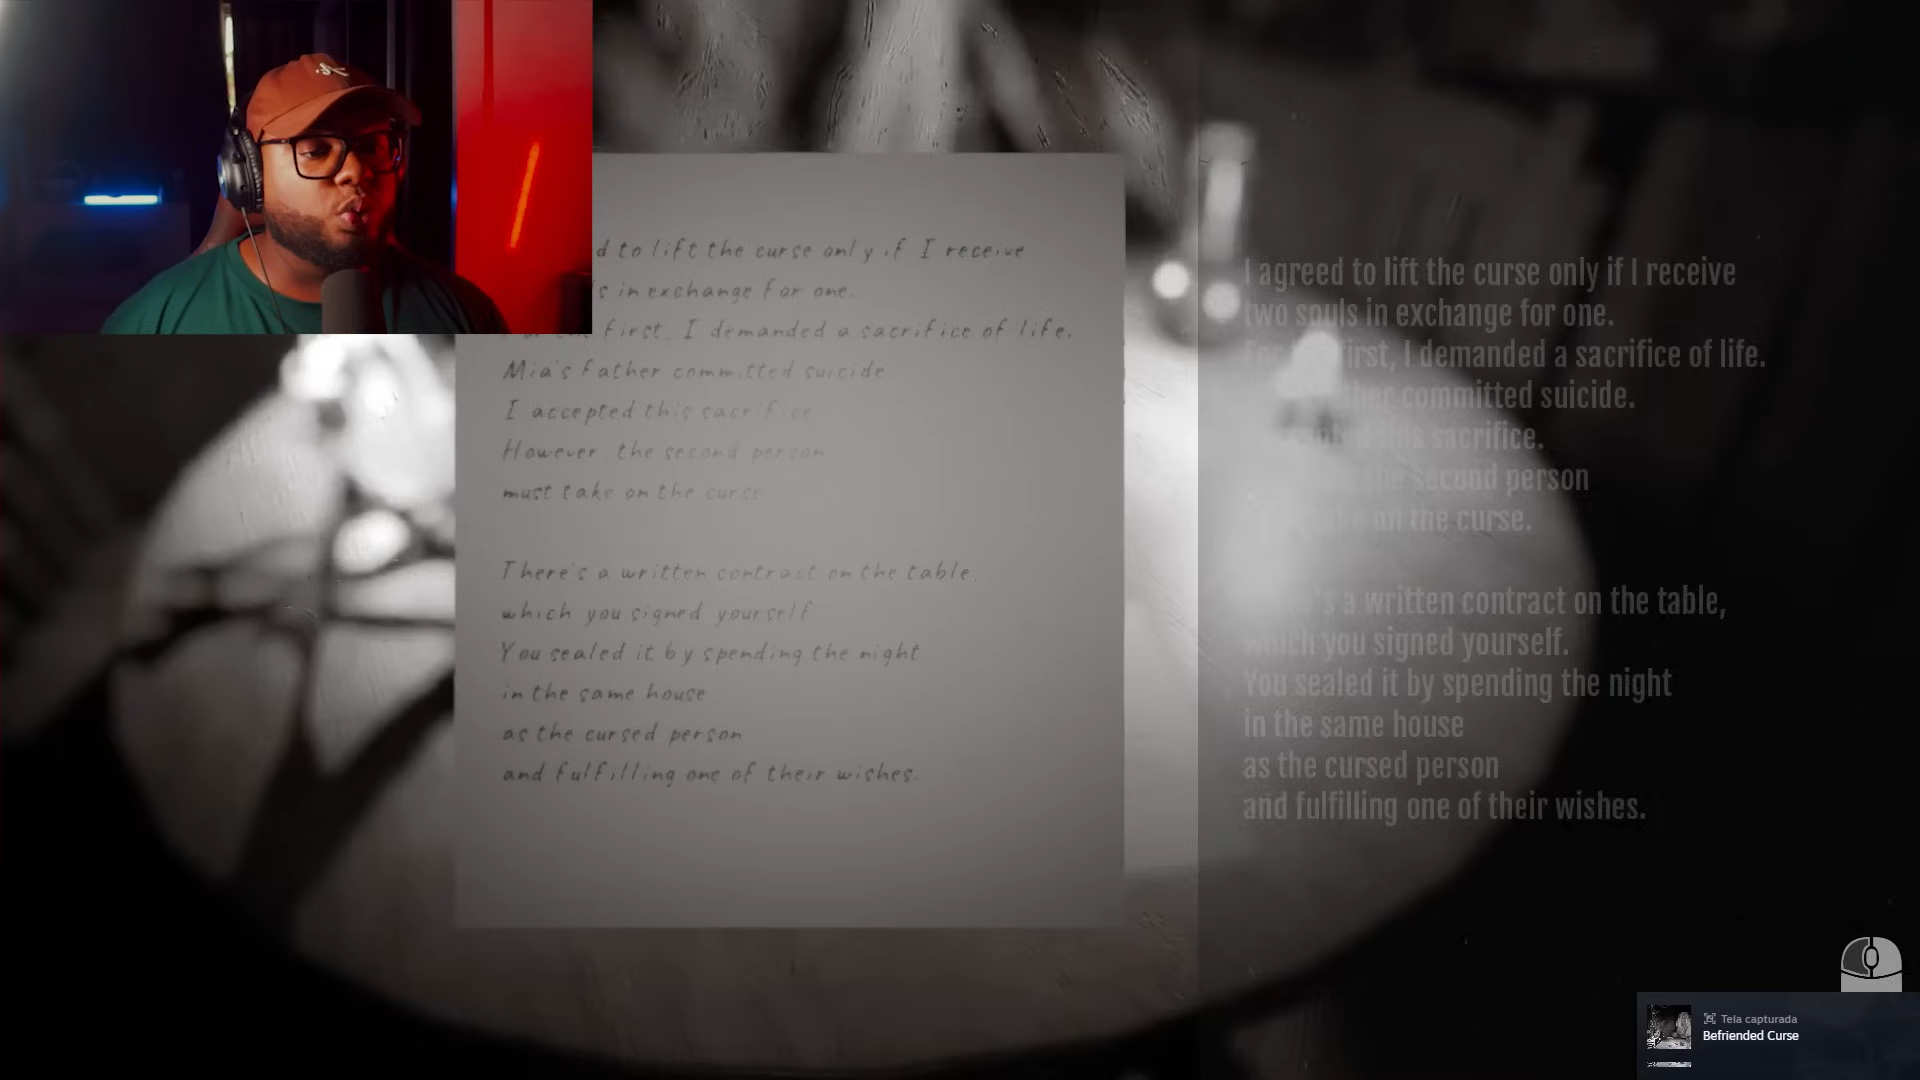 d to lift the curse only if I receive
's in exchange for one.
first, I demanded a sacrifice of life.
Mia's father committed suicide.
I accepted this sacrifice
However the second person
must take on the curse
There's a written contract on the table,
which you signed yourself
You sealed it by spending the night
in the same house
as the cursed person
and fulfilling one of their wishes.
I agreed to lift the curse only if I receive
two souls in exchange for one.
For first, I demanded a sacrifice of life.
her committed suicide.
this sacrifice.
the second person
on the curse.
's a written contract on the table,
which you signed yourself.
You sealed it by spending the night
in the same house
as the cursed person
and fulfilling one of their wishes.
Tela capturada
Befriended Curse